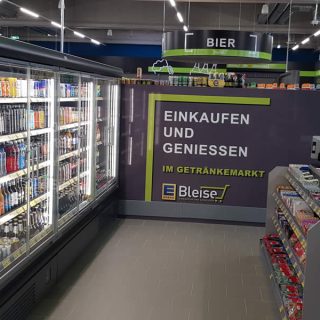 BIER
EINKAUFEN
UND
GENIESSEN
IM GETRÄNKEMARKT
E Bleise